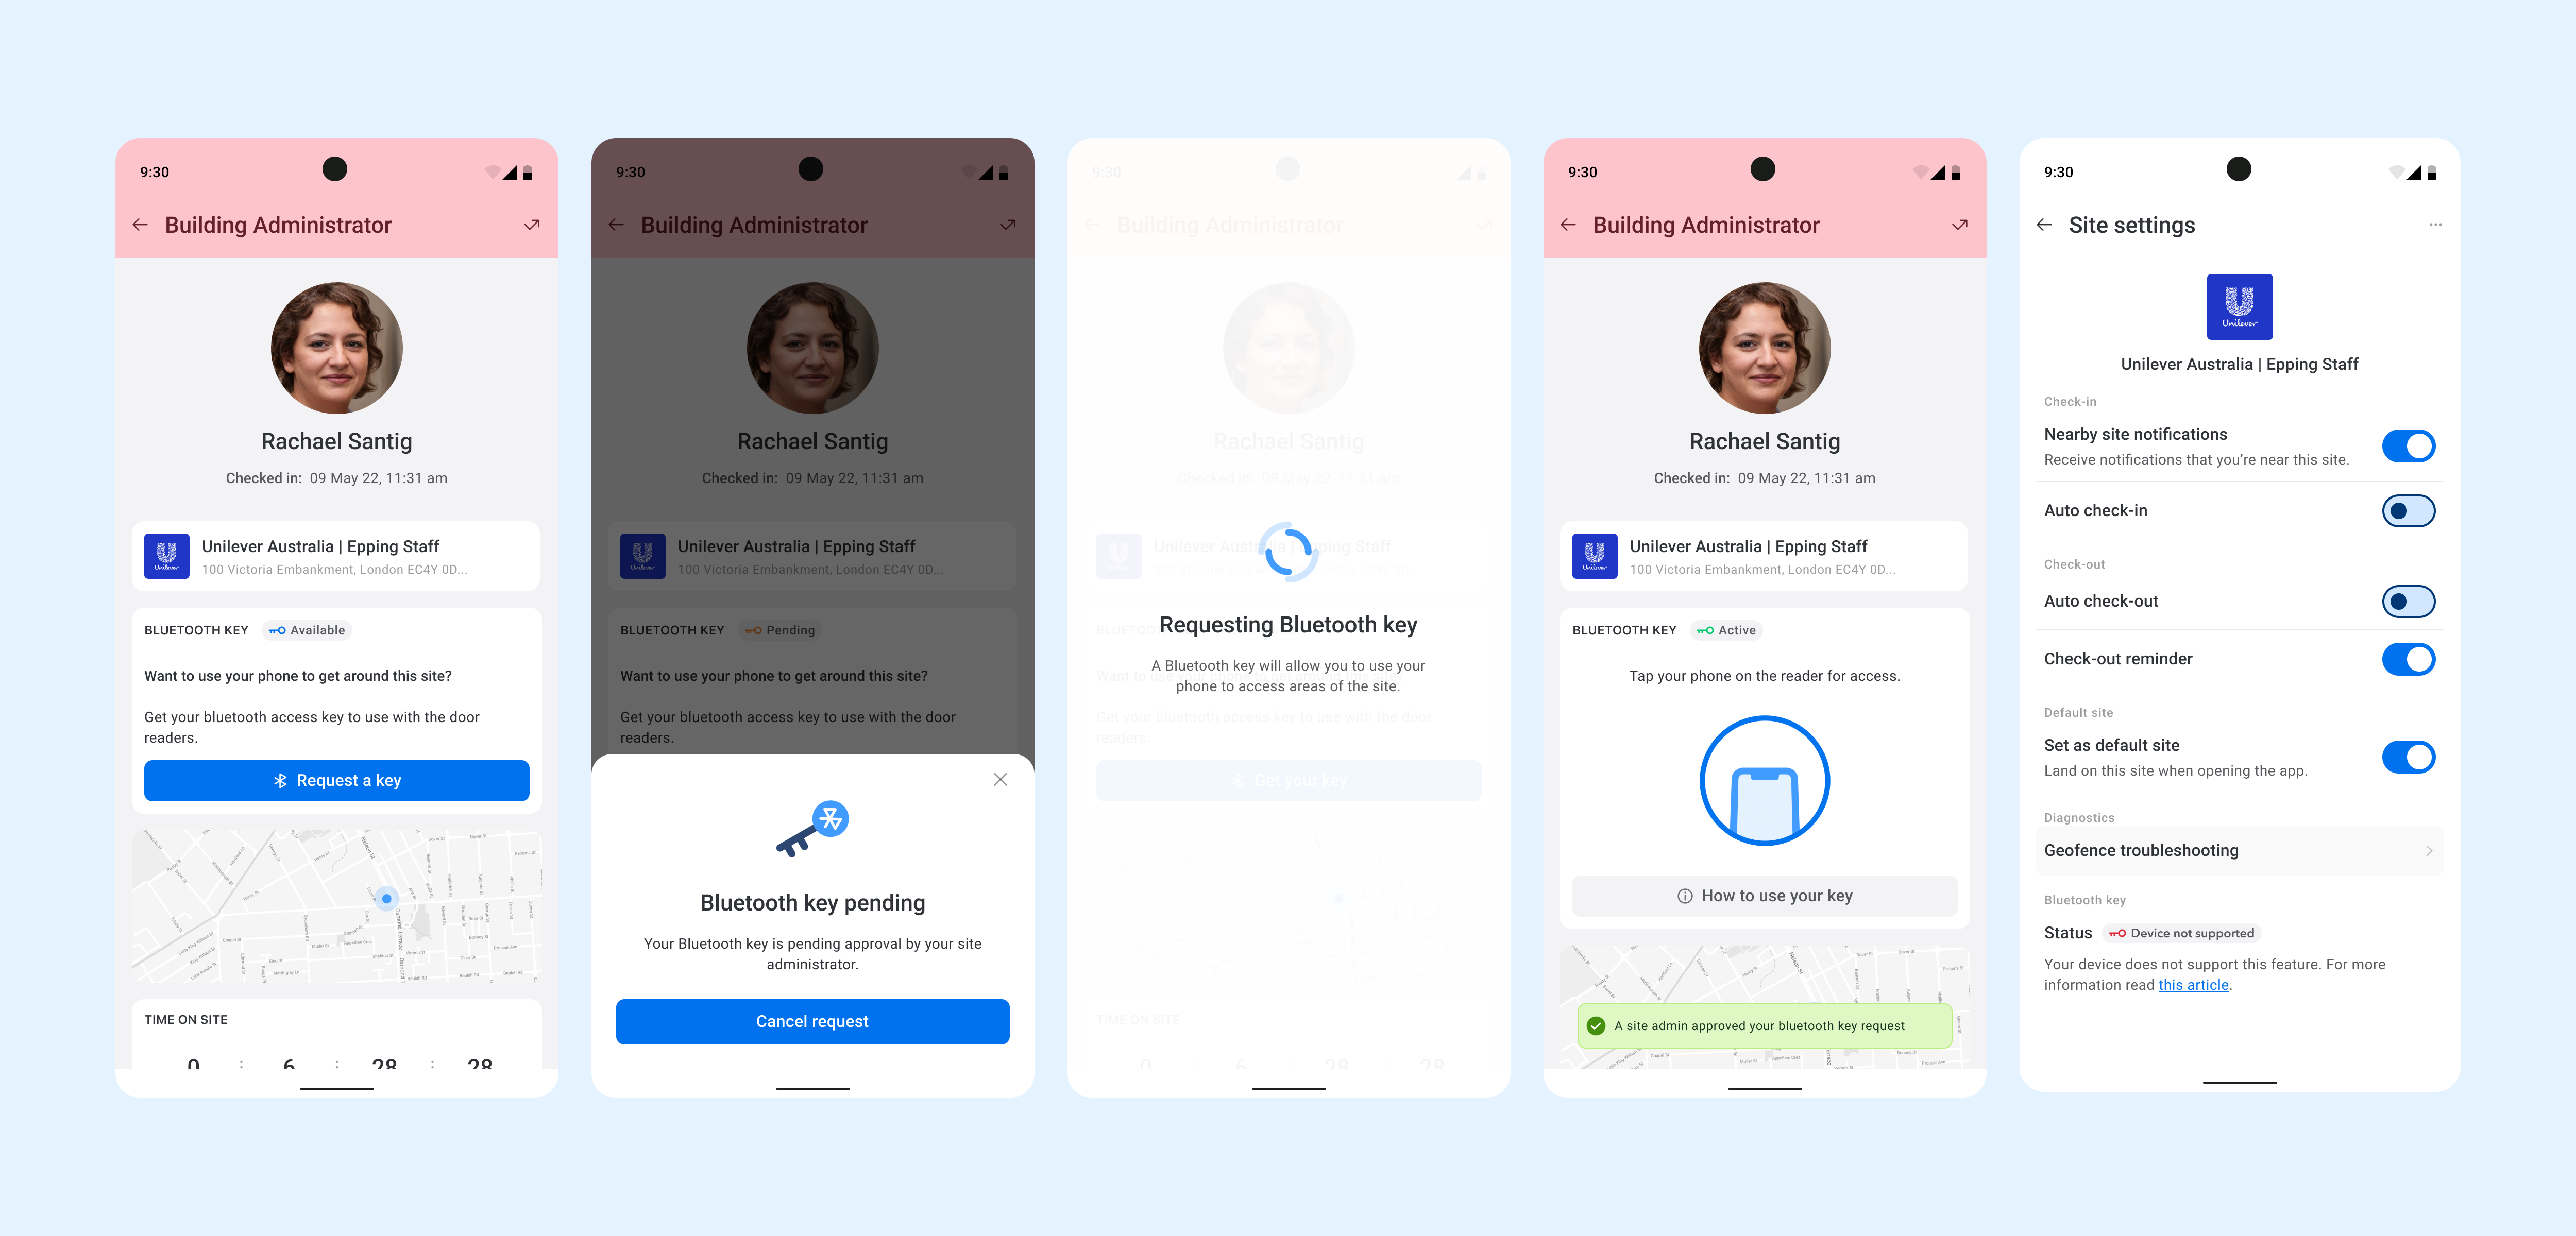 9:30
Building Administrator
Rachael Santig
Checked in: 09 May 22, 11:31 am
Unilever
Unilever Australia | Epping Staff
100 Victoria Embankment, London EC4Y 0D...
BLUETOOTH KEY Available
Want to use your phone to get around this site?
Get your bluetooth access key to use with the door
readers.
Request a key
TIME ON SITE
0 : 6 : 28 : 28
9:30
Building Administrator
Rachael Santig
Checked in: 09 May 22, 11:31 am
Unilever
Unilever Australia | Epping Staff
100 Victoria Embankment, London EC4Y 0D...
BLUETOOTH KEY Pending
Want to use your phone to get around this site?
Get your bluetooth access key to use with the door
readers.
Bluetooth key pending
Your Bluetooth key is pending approval by your site
administrator.
Cancel request
9:30
Building Administrator
Rachael Santig
Checked in: 09 May 22, 11:31 am
Unilever Australia | Epping Staff
Requesting Bluetooth key
A Bluetooth key will allow you to use your
phone to access areas of the site.
Want to use your phone to get around this site?
Get your bluetooth access key to use with the door
readers.
Get your key
TIME ON SITE
0 6 28 28
9:30
Building Administrator
Rachael Santig
Checked in: 09 May 22, 11:31 am
Unilever
Unilever Australia | Epping Staff
100 Victoria Embankment, London EC4Y 0D...
BLUETOOTH KEY Active
Tap your phone on the reader for access.
How to use your key
A site admin approved your bluetooth key request
9:30
Site settings
Unilever
Unilever Australia | Epping Staff
Check-in
Nearby site notifications
Receive notifications that you’re near this site.
Auto check-in
Check-out
Auto check-out
Check-out reminder
Default site
Set as default site
Land on this site when opening the app.
Diagnostics
Geofence troubleshooting
Bluetooth key
Status Device not supported
Your device does not support this feature. For more
information read this article.